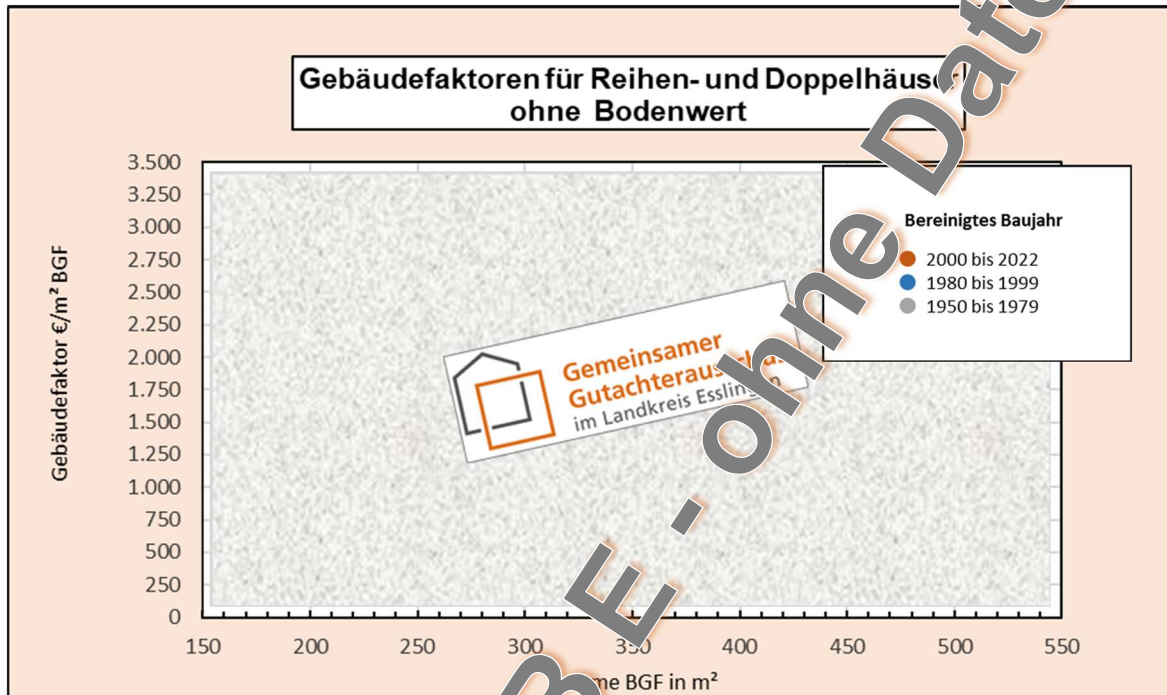 Gebäudefaktoren für Reihen- und Doppelhäuser
ohne Bodenwert
Gebäudefaktor €/m² BGF
3.500
3.250
3.000
2.750
2.500
2.250
2.000
1.750
1.500
1.250
1.000
750
500
250
0
150 200 250 300 350 400 450 500 550
BGF in m²
Bereinigtes Baujahr
2000 bis 2022
1980 bis 1999
1950 bis 1979
Gemeinsamer
Gutachterausschuss
im Landkreis Esslingen
E - ohne